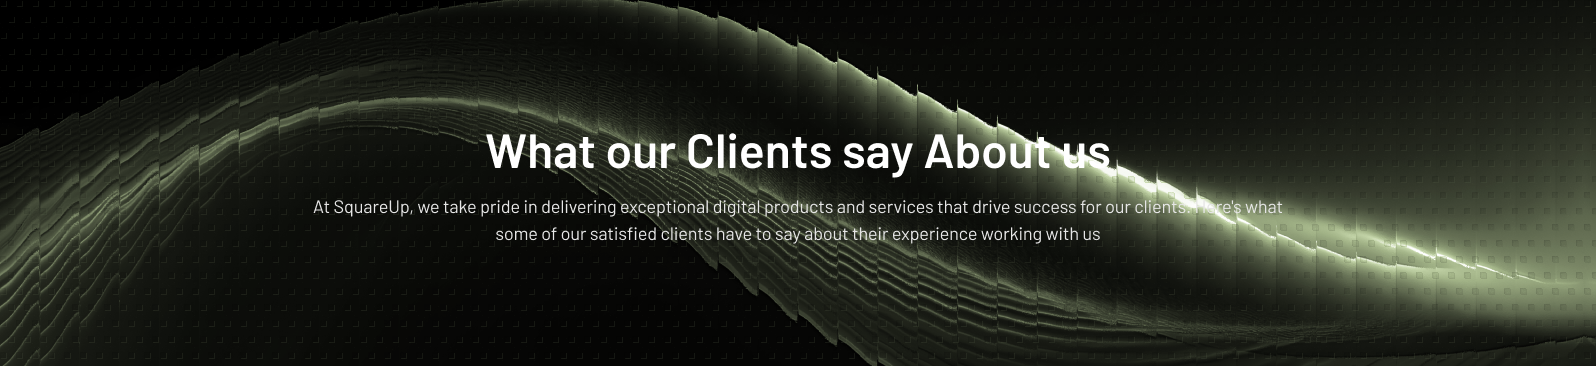 What our Clients say About us
At SquareUp, we take pride in delivering exceptional digital products and services that drive success for our clients. Here's what
some of our satisfied clients have to say about their experience working with us